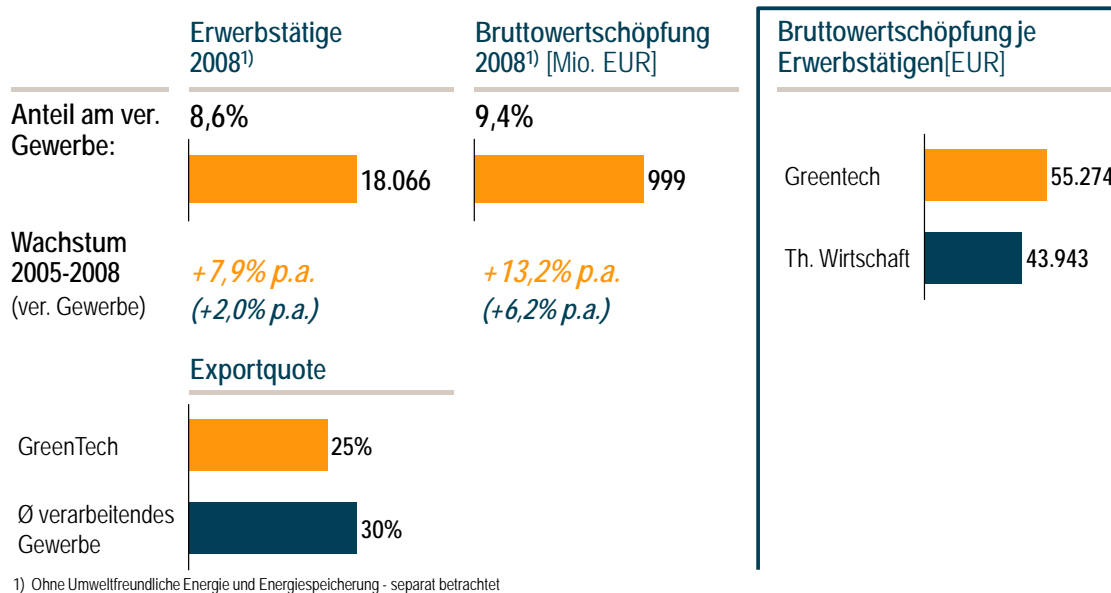 Erwerbstätige
2008¹⁾
Bruttowertschöpfung
2008¹⁾ [Mio. EUR]
Bruttowertschöpfung je
Erwerbstätigen[EUR]
Anteil am ver.
Gewerbe:
8,6%
9,4%
18.066
999
Greentech
55.274
Th. Wirtschaft
43.943
Wachstum
2005-2008
(ver. Gewerbe)
+7,9% p.a.
(+2,0% p.a.)
+13,2% p.a.
(+6,2% p.a.)
Exportquote
GreenTech
25%
Ø verarbeitendes
Gewerbe
30%
1) Ohne Umweltfreundliche Energie und Energiespeicherung - separat betrachtet